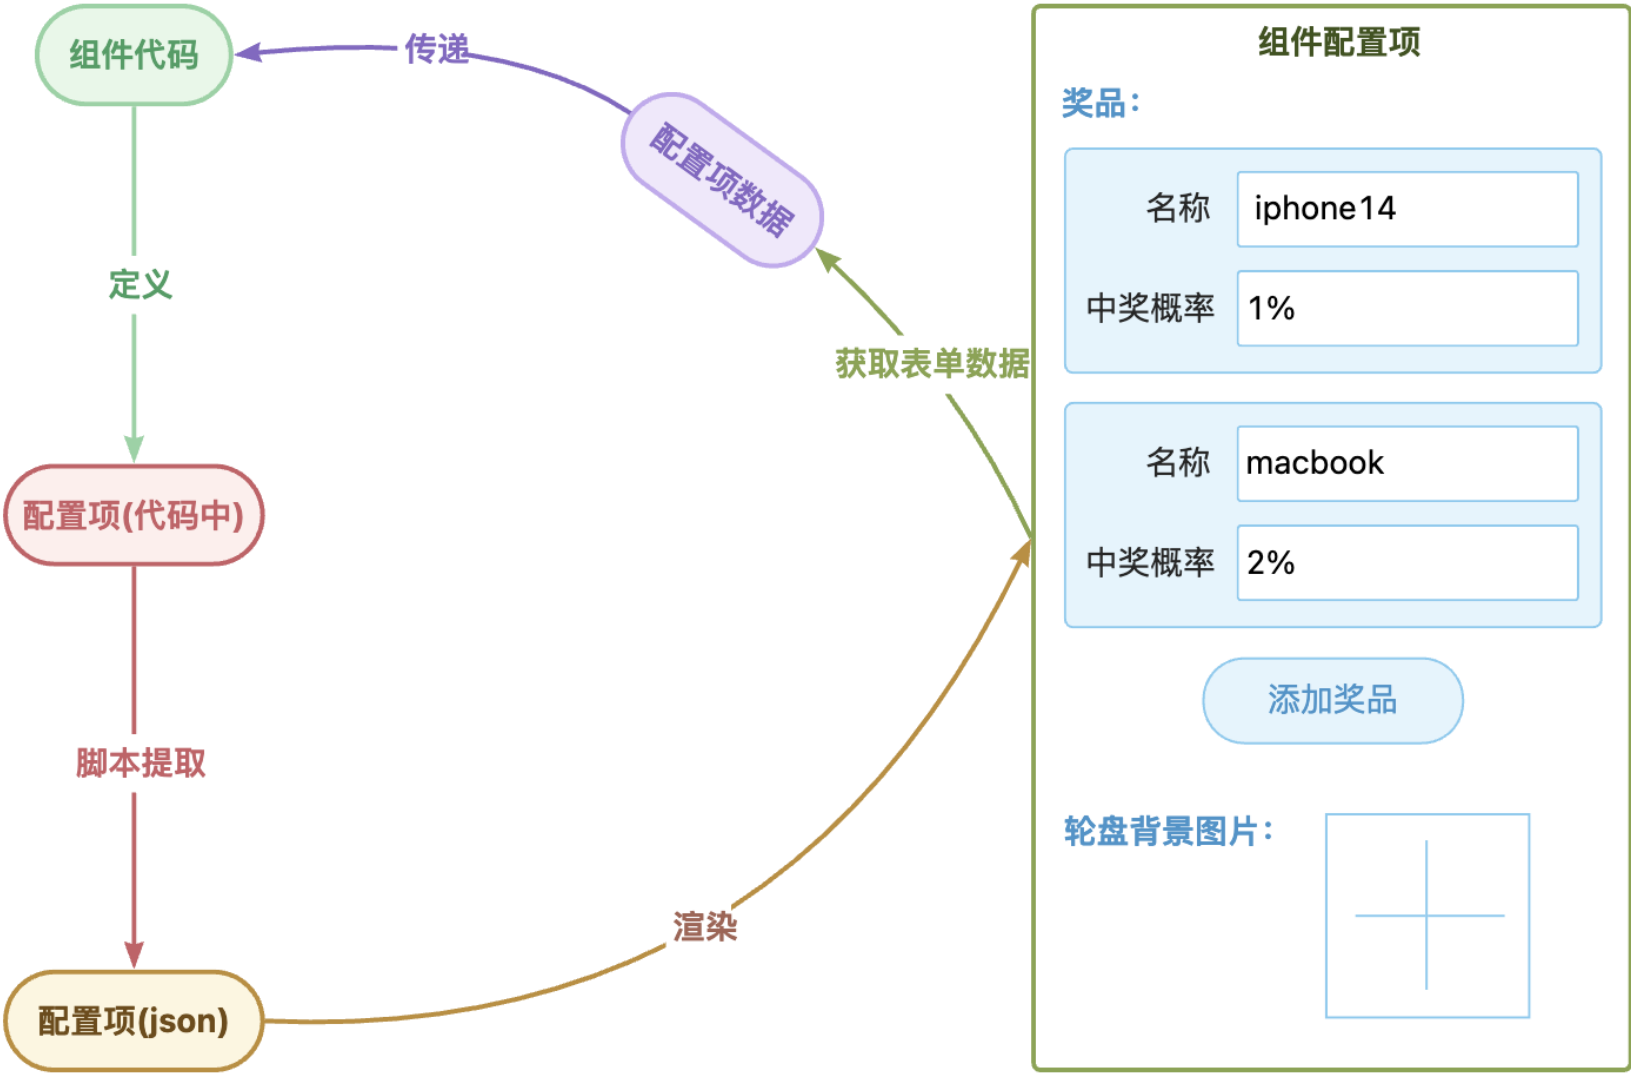 组件代码
传递
配置项数据
定义
获取表单数据
配置项(代码中)
脚本提取
渲染
配置项(json)
组件配置项
奖品：
名称 iphone14
中奖概率 1%
名称 macbook
中奖概率 2%
添加奖品
轮盘背景图片：